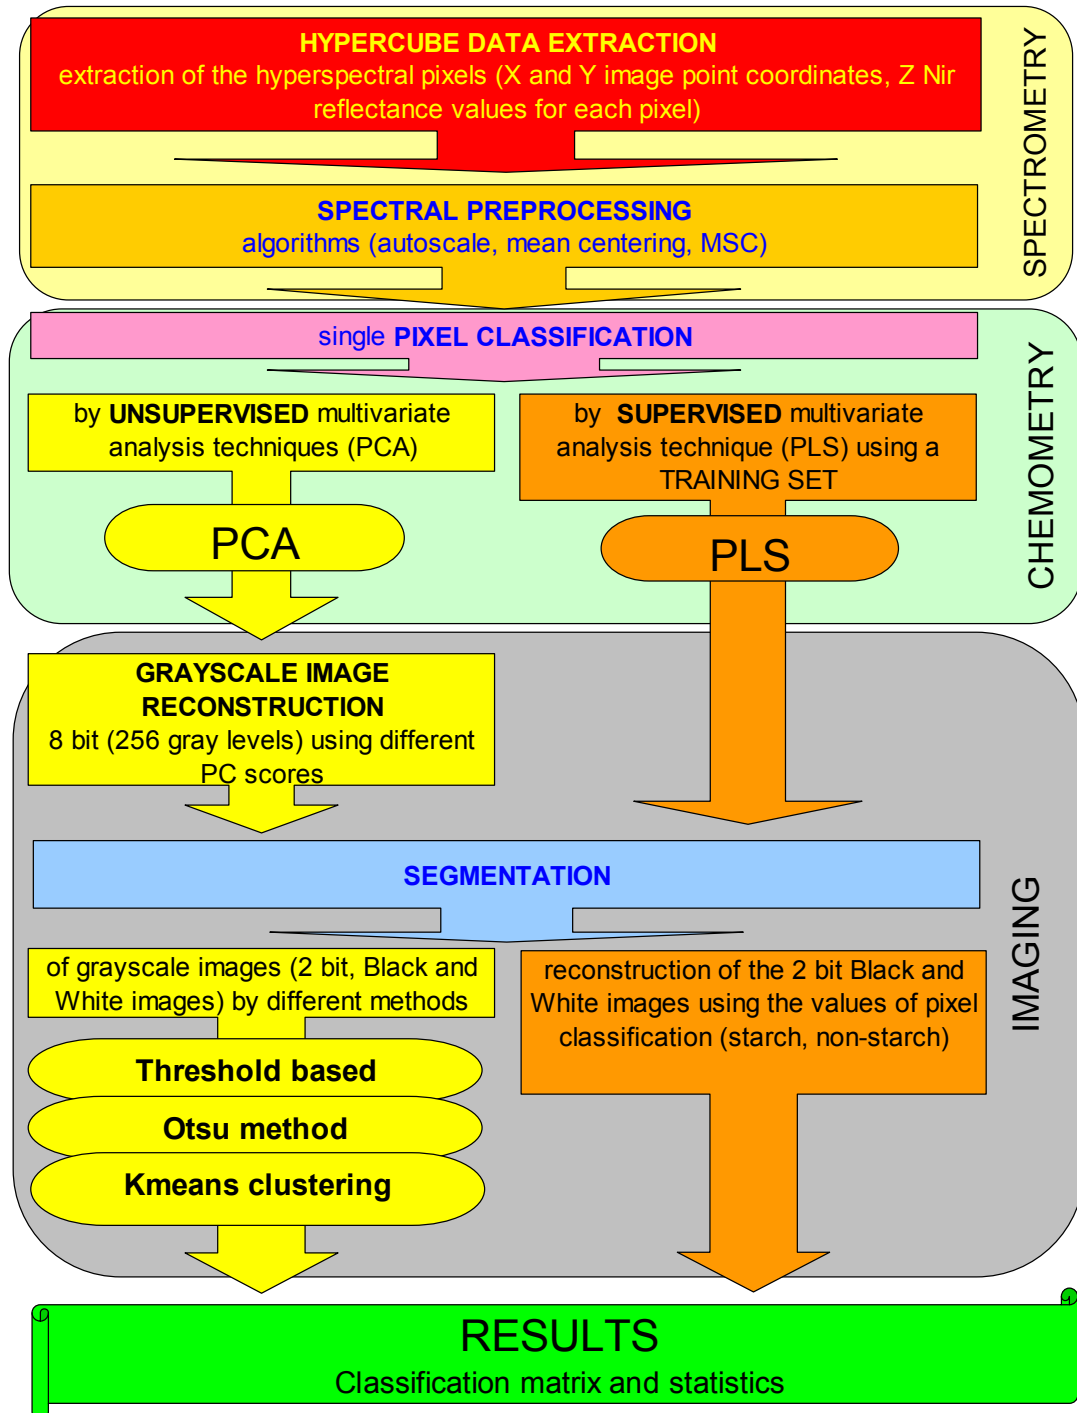 HYPERCUBE DATA EXTRACTION
extraction of the hyperspectral pixels (X and Y image point coordinates, Z Nir
reflectance values for each pixel)
SPECTRAL PREPROCESSING
algorithms (autoscale, mean centering, MSC)
SPECTROMETRY
single PIXEL CLASSIFICATION
by UNSUPERVISED multivariate
analysis techniques (PCA)
PCA
by SUPERVISED multivariate
analysis technique (PLS) using a
TRAINING SET
PLS
CHEMOMETRY
GRAYSCALE IMAGE
RECONSTRUCTION
8 bit (256 gray levels) using different
PC scores
SEGMENTATION
of grayscale images (2 bit, Black and
White images) by different methods
Threshold based
Otsu method
Kmeans clustering
reconstruction of the 2 bit Black and
White images using the values of pixel
classification (starch, non-starch)
IMAGING
RESULTS
Classification matrix and statistics